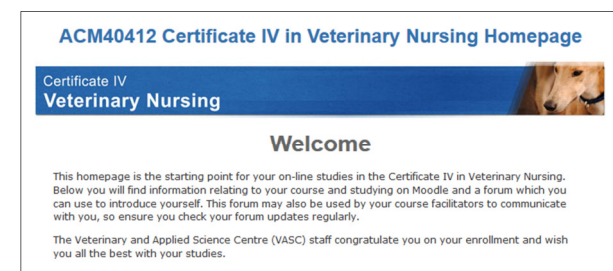 ACM40412 Certificate IV in Veterinary Nursing Homepage
Certificate IV
Veterinary Nursing
Welcome
This homepage is the starting point for your on-line studies in the Certificate IV in Veterinary Nursing.
Below you will find information relating to your course and studying on Moodle and a forum which you
can use to introduce yourself. This forum may also be used by your course facilitators to communicate
with you, so ensure you check your forum updates regularly.
The Veterinary and Applied Science Centre (VASC) staff congratulate you on your enrollment and wish
you all the best with your studies.